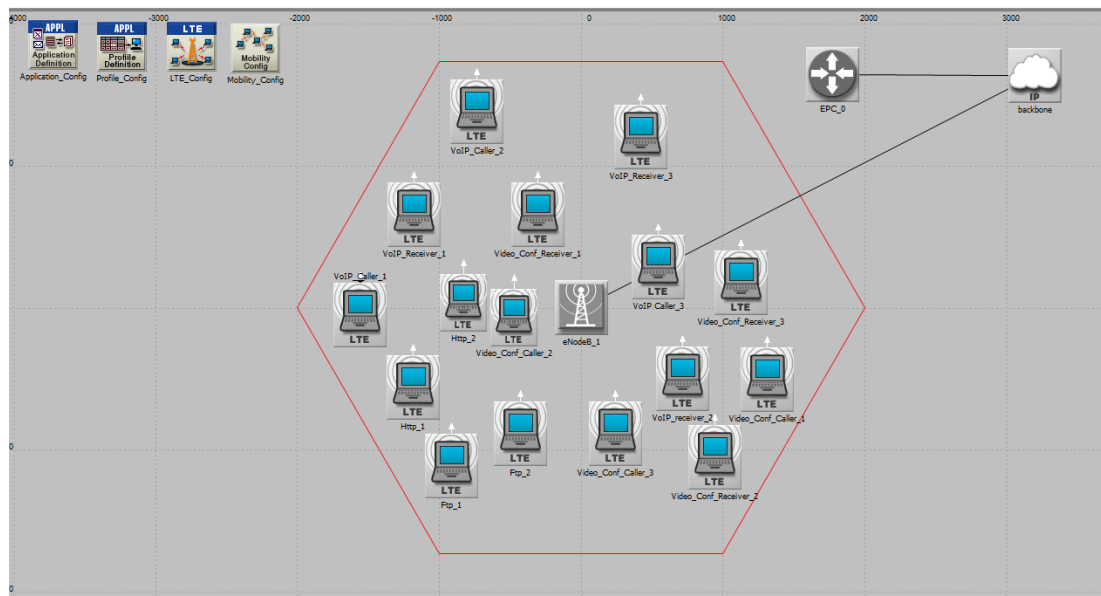 4000 -3000 -2000 -1000 0 1000 2000 3000
APPL
Application
Definition
Application_Config
APPL
Profile
Definition
Profile_Config
LTE
LTE_Config
Mobility
Config
Mobility_Config
LTE
VoIP_Caller_2
LTE
VoIP_Receiver_3
EPC_0
IP
backbone
0
LTE
VoIP_Receiver_1
LTE
Video_Conf_Receiver_1
LTE
VoIP Caller_3
LTE
Video_Conf_Receiver_3
VoIP_Caller_1
LTE
LTE
Http_2
LTE
Video_Conf_Caller_2
eNodeB_1
0
LTE
Http_1
LTE
VoIP_receiver_2
LTE
Video_Conf_Caller_1
LTE
Ftp_1
LTE
Ftp_2
LTE
Video_Conf_Caller_3
LTE
Video_Conf_Receiver_2
0
0